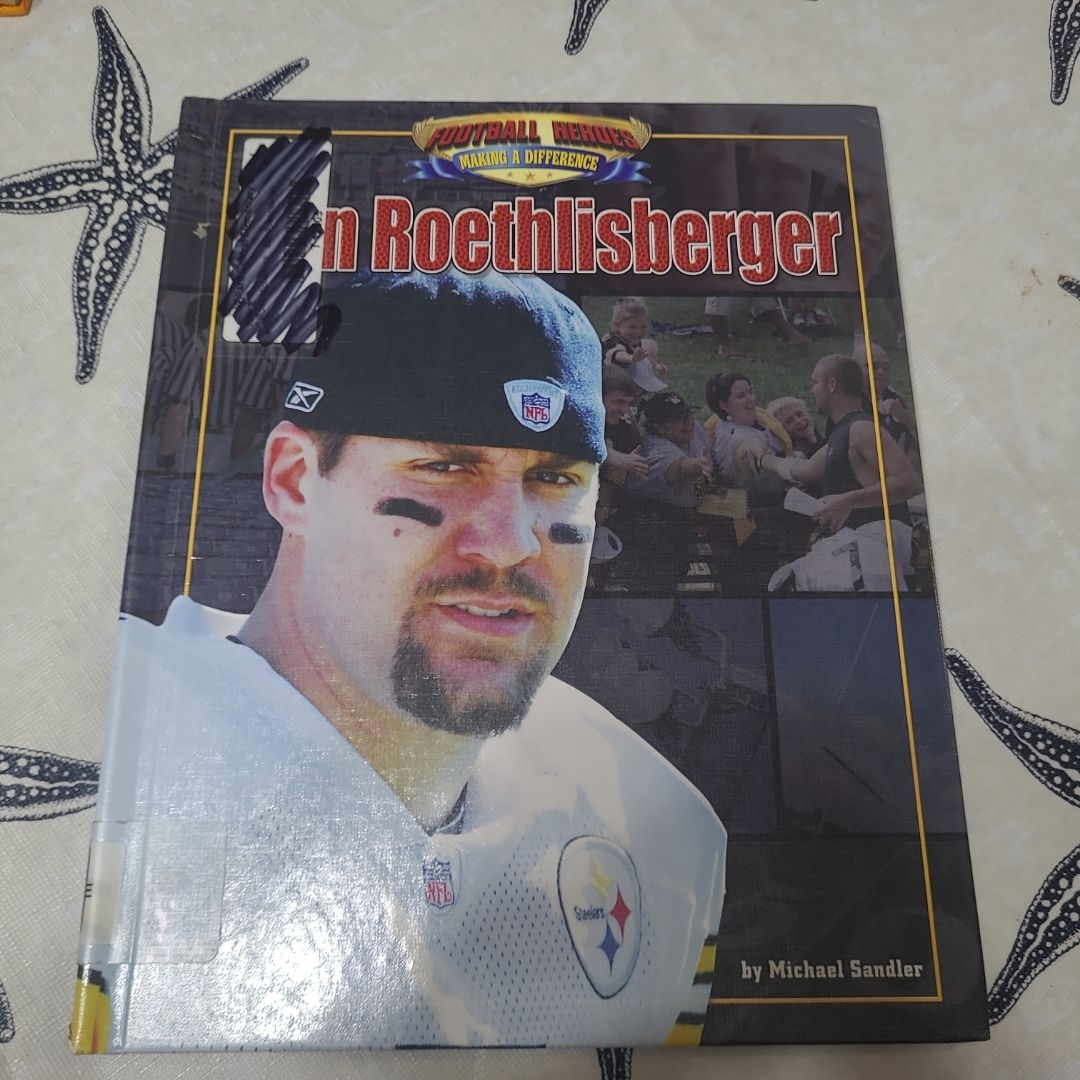 FOOTBALL HEROES
MAKING A DIFFERENCE
n Roethlisberger
NFL
NFL
Steelers
by Michael Sandler